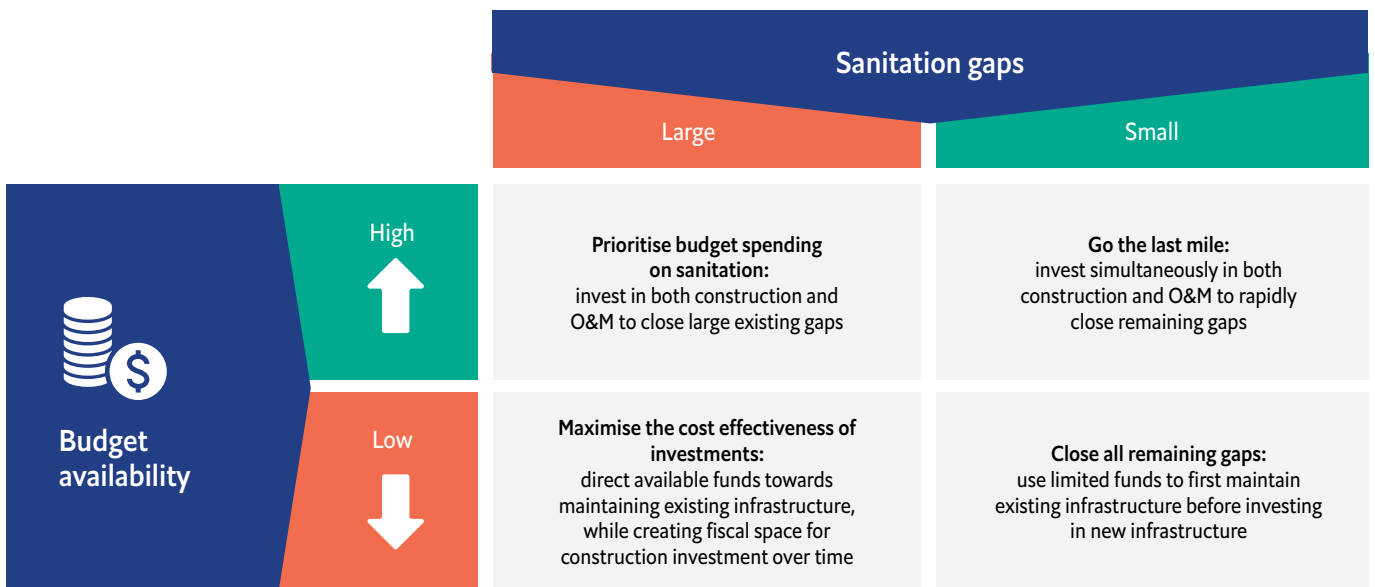 Sanitation gaps
Large
Small
Budget
availability
$
High
Prioritise budget spending
on sanitation:
invest in both construction and
O&M to close large existing gaps
Go the last mile:
invest simultaneously in both
construction and O&M to rapidly
close remaining gaps
Low
Maximise the cost effectiveness of
investments:
direct available funds towards
maintaining existing infrastructure,
while creating fiscal space for
construction investment over time
Close all remaining gaps:
use limited funds to first maintain
existing infrastructure before investing
in new infrastructure